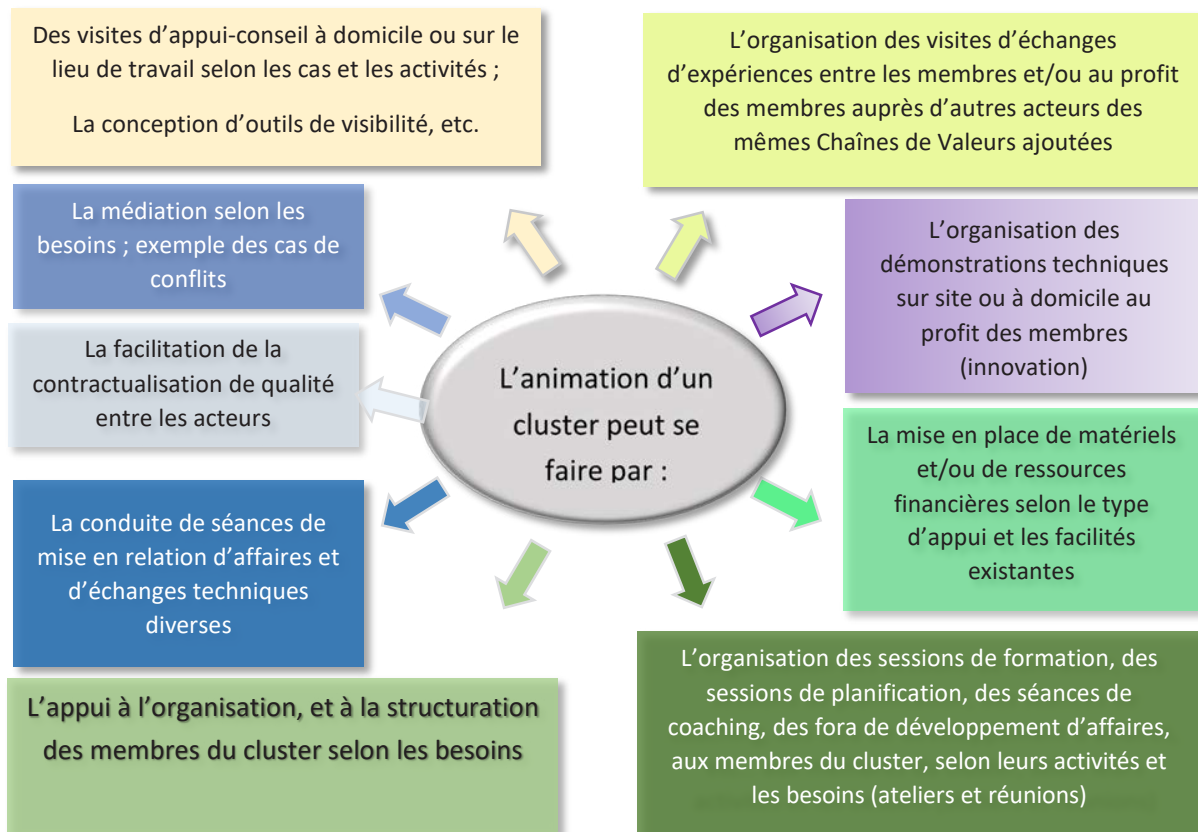 Des visites d'appui-conseil à domicile ou sur le
lieu de travail selon les cas et les activités ;
La conception d'outils de visibilité, etc.
L'organisation des visites d'échanges
d'expériences entre les membres et/ou au profit
des membres auprès d'autres acteurs des
mêmes Chaînes de Valeurs ajoutées
La médiation selon les
besoins ; exemple des cas de
conflits
L'organisation des
démonstrations techniques
sur site ou à domicile au
profit des membres
(innovation)
La facilitation de la
contractualisation de qualité
entre les acteurs
L'animation d'un
cluster peut se
faire par :
La mise en place de matériels
et/ou de ressources
financières selon le type
d'appui et les facilités
existantes
La conduite de séances de
mise en relation d'affaires et
d'échanges techniques
diverses
L'appui à l'organisation, et à la structuration
des membres du cluster selon les besoins
L'organisation des sessions de formation, des
sessions de planification, des séances de
coaching, des fora de développement d'affaires,
aux membres du cluster, selon leurs activités et
les besoins (ateliers et réunions)